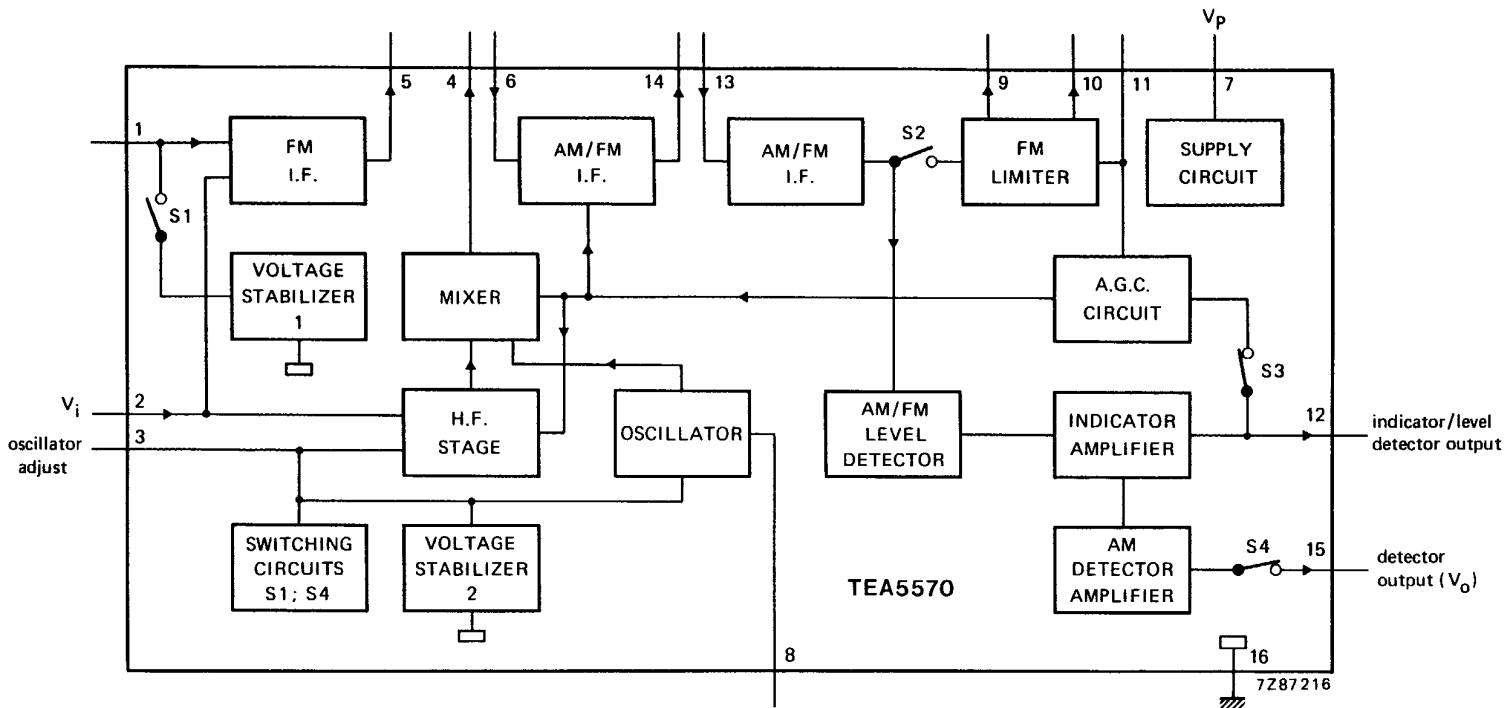 V_P
5
4
6
14
13
9
10
11
7
1
FM
I.F.
AM/FM
I.F.
AM/FM
I.F.
S2
FM
LIMITER
SUPPLY
CIRCUIT
S1
VOLTAGE
STABILIZER
1
MIXER
A.G.C.
CIRCUIT
S3
V_i
2
oscillator
adjust
3
H.F.
STAGE
OSCILLATOR
AM/FM
LEVEL
DETECTOR
INDICATOR
AMPLIFIER
12
indicator/level
detector output
SWITCHING
CIRCUITS
S1; S4
VOLTAGE
STABILIZER
2
TEA5570
AM
DETECTOR
AMPLIFIER
S4
15
detector
output (V_o)
8
16
7Z87216